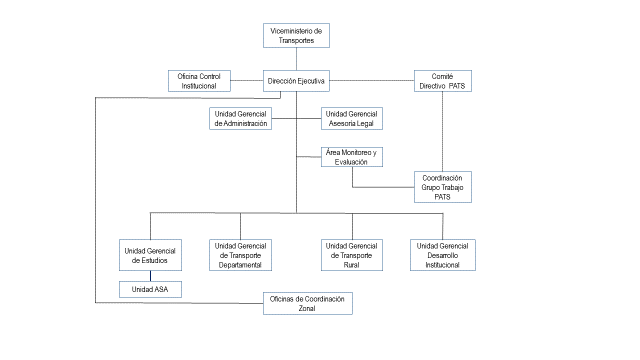 Viceministerio de
Transportes
Oficina Control
Institucional
Dirección Ejecutiva
Comité
Directivo PATS
Unidad Gerencial
de Administración
Unidad Gerencial
Asesoría Legal
Área Monitoreo y
Evaluación
Coordinación
Grupo Trabajo
PATS
Unidad Gerencial
de Estudios
Unidad Gerencial
de Transporte
Departamental
Unidad Gerencial
de Transporte
Rural
Unidad Gerencial
Desarrollo
Institucional
Unidad ASA
Oficinas de Coordinación
Zonal